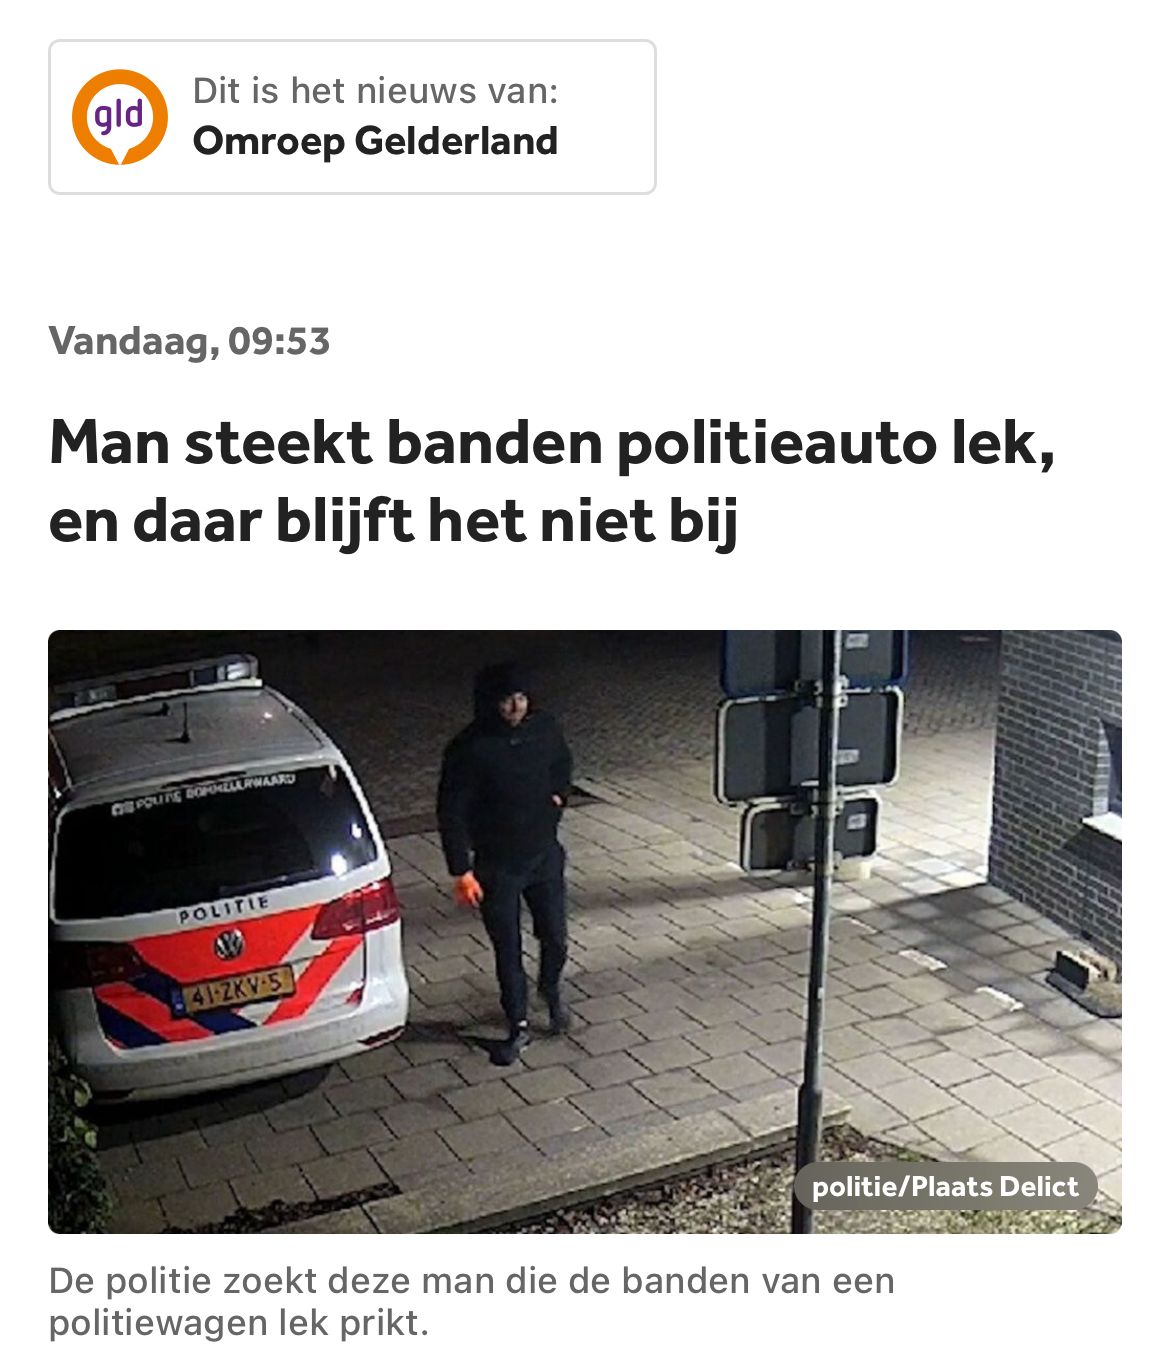 gld
Dit is het nieuws van:
Omroep Gelderland
Vandaag, 09:53
Man steekt banden politieauto lek,
en daar blijft het niet bij
POLITIE BOMMELERWAARD
POLITIE
41-ZKV-5
politie/Plaats Delict
De politie zoekt deze man die de banden van een
politiewagen lek prikt.